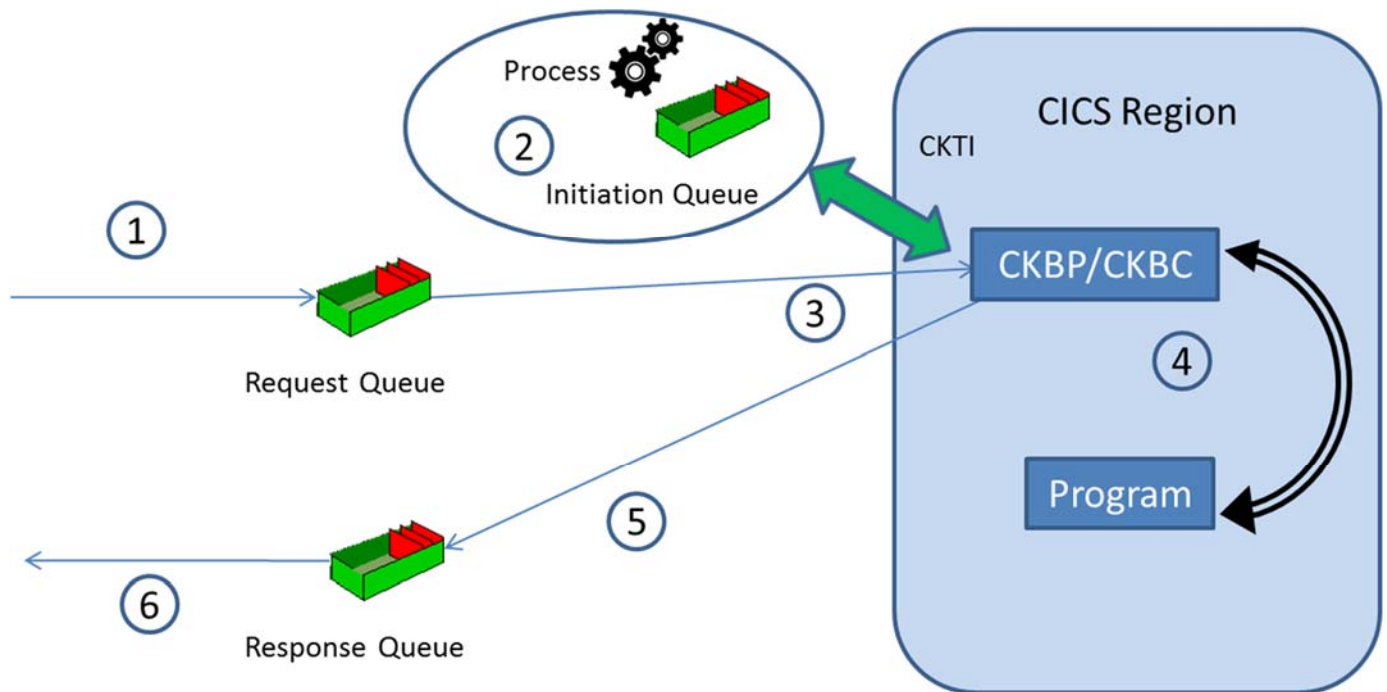 Process
2
Initiation Queue
CICS Region
CKTI
1
CKBP/CKBC
3
Request Queue
4
Program
5
6
Response Queue